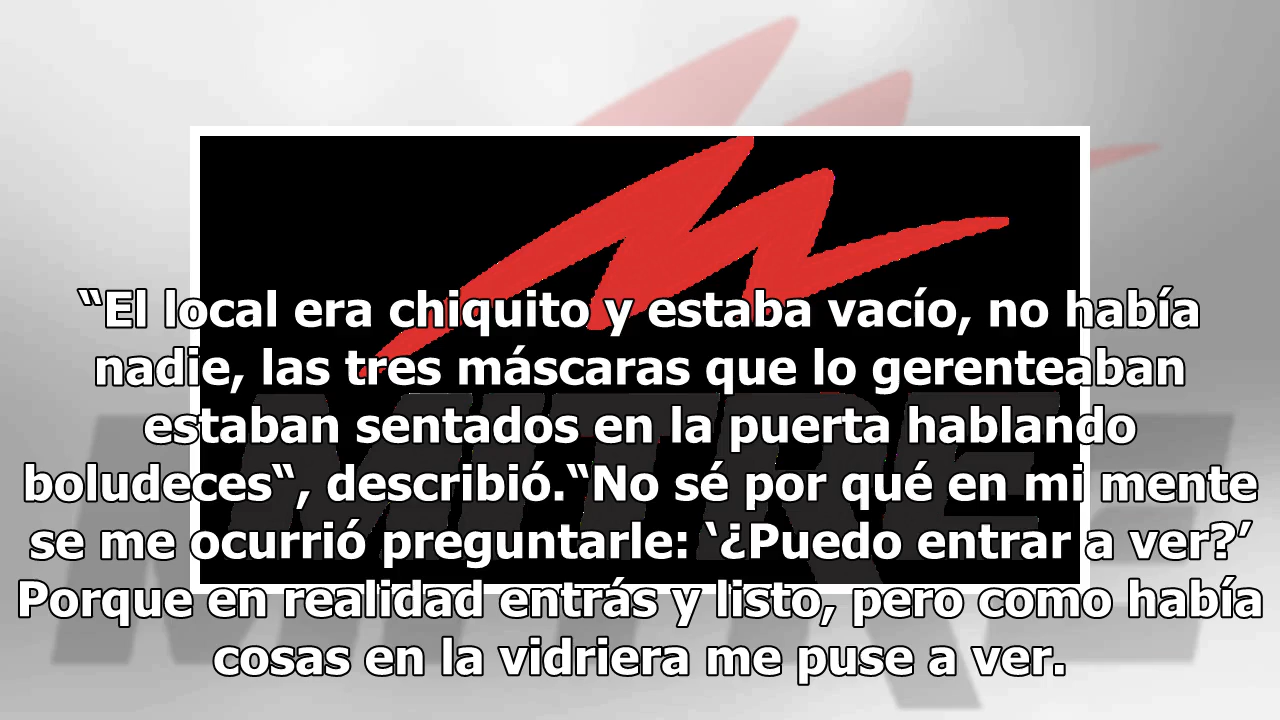 MITRE
“El local era chiquito y estaba vacío, no había
nadie, las tres máscaras que lo gerenteaban
estaban sentados en la puerta hablando
boludeces“, describió.“No sé por qué en mi mente
se me ocurrió preguntarle: ‘¿Puedo entrar a ver?’
Porque en realidad entrás y listo, pero como había
cosas en la vidriera me puse a ver.